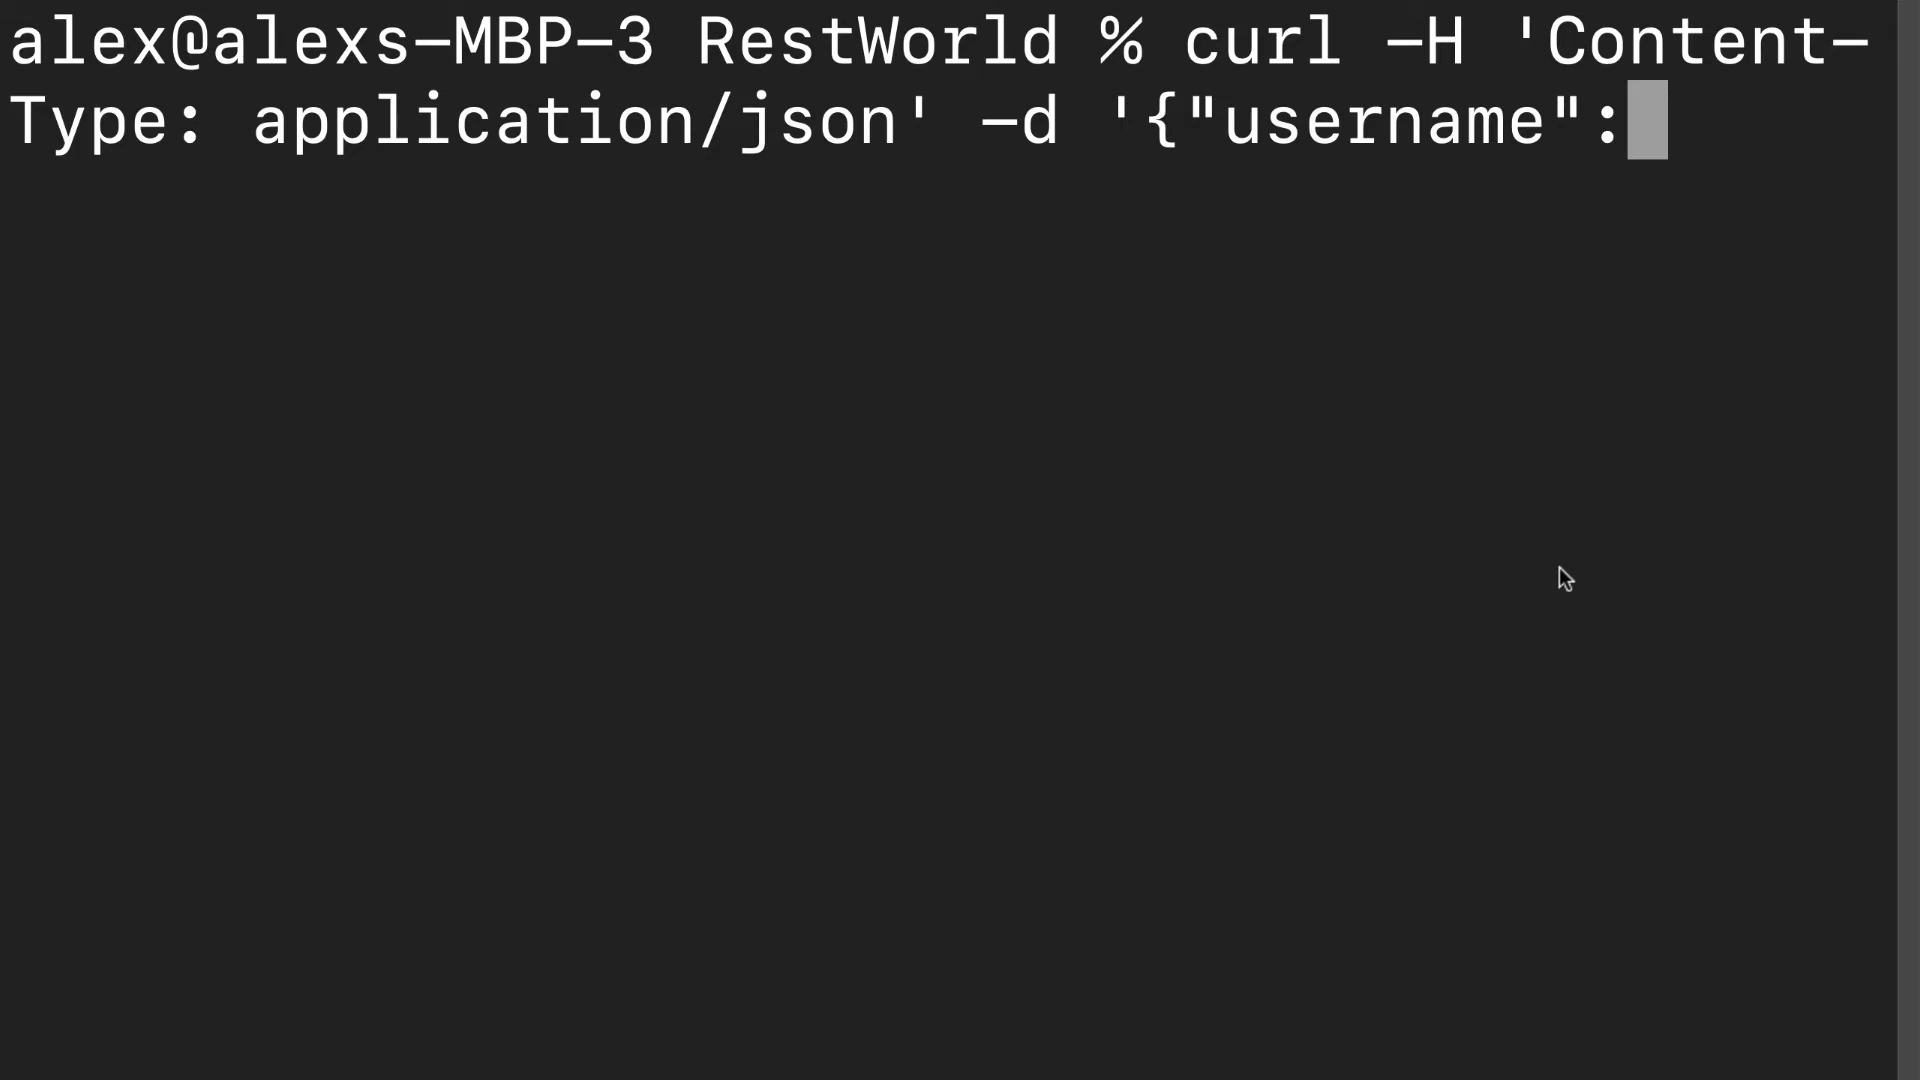 alex@alexs-MBP-3 RestWorld % curl -H 'Content-
Type: application/json' -d '{"username":